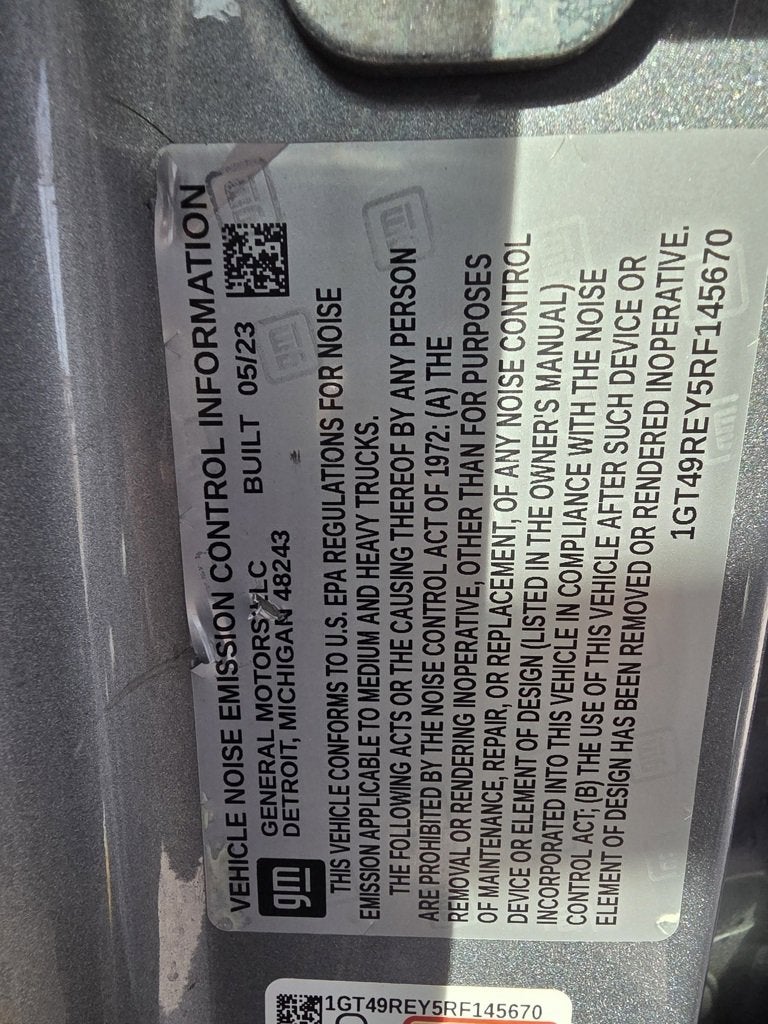 VEHICLE NOISE EMISSION CONTROL INFORMATION
gm
GENERAL MOTORS LLC
DETROIT, MICHIGAN 48243
BUILT 05/23
THIS VEHICLE CONFORMS TO U.S. EPA REGULATIONS FOR NOISE
EMISSION APPLICABLE TO MEDIUM AND HEAVY TRUCKS.
THE FOLLOWING ACTS OR THE CAUSING THEREOF BY ANY PERSON
ARE PROHIBITED BY THE NOISE CONTROL ACT OF 1972: (A) THE
REMOVAL OR RENDERING INOPERATIVE, OTHER THAN FOR PURPOSES
OF MAINTENANCE, REPAIR, OR REPLACEMENT, OF ANY NOISE CONTROL
DEVICE OR ELEMENT OF DESIGN (LISTED IN THE OWNER'S MANUAL)
INCORPORATED INTO THIS VEHICLE IN COMPLIANCE WITH THE NOISE
CONTROL ACT; (B) THE USE OF THIS VEHICLE AFTER SUCH DEVICE OR
ELEMENT OF DESIGN HAS BEEN REMOVED OR RENDERED INOPERATIVE.
1GT49REY5RF145670
1GT49REY5RF145670